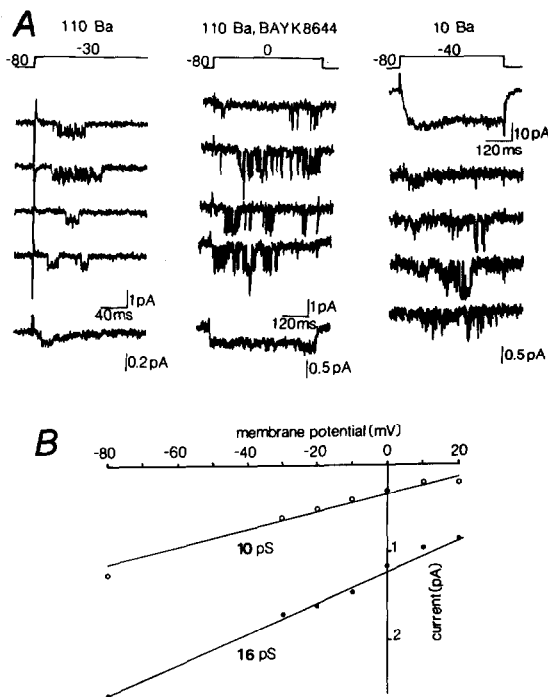 A
110 Ba
110 Ba, BAYK8644
10 Ba
-30
-80
0
-80
-40
-80
10pA
120ms
1pA
40ms
0.2pA
1pA
120ms
0.5pA
0.5pA
B
membrane potential(mV)
-80 -60 -40 -20 0 20
10 pS
16 pS
1
2
current(pA)